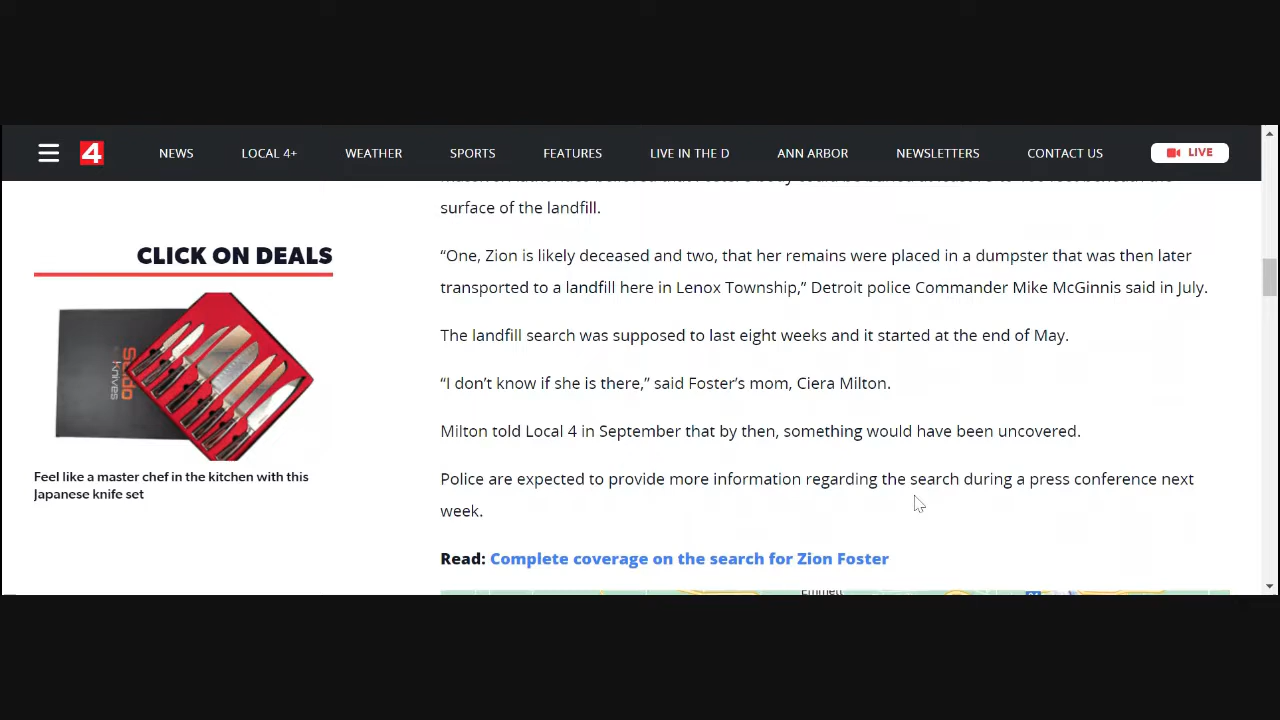 4
NEWS
LOCAL 4+
WEATHER
SPORTS
FEATURES
LIVE IN THE D
ANN ARBOR
NEWSLETTERS
CONTACT US
LIVE
surface of the landfill.
“One, Zion is likely deceased and two, that her remains were placed in a dumpster that was then later
transported to a landfill here in Lenox Township,” Detroit police Commander Mike McGinnis said in July.
The landfill search was supposed to last eight weeks and it started at the end of May.
“I don’t know if she is there,” said Foster’s mom, Ciera Milton.
Milton told Local 4 in September that by then, something would have been uncovered.
Police are expected to provide more information regarding the search during a press conference next
week.
Read: Complete coverage on the search for Zion Foster
Emmett
CLICK ON DEALS
knives
Feel like a master chef in the kitchen with this
Japanese knife set